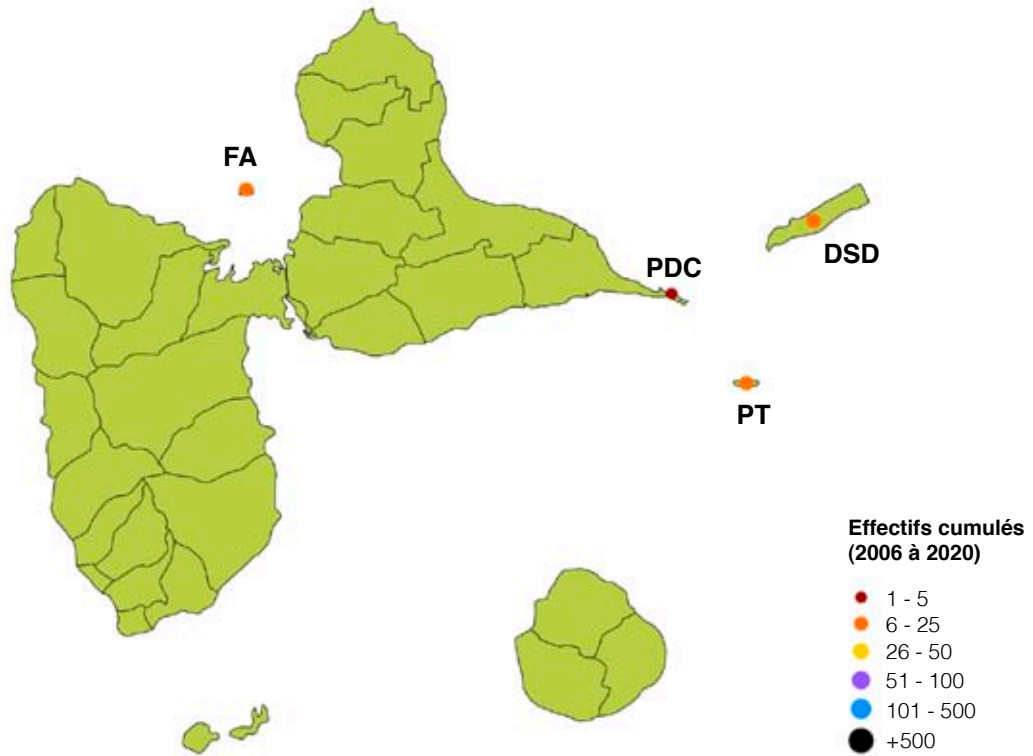 FA
DSD
PDC
PT
Effectifs cumulés
(2006 à 2020)
1 - 5
6 - 25
26 - 50
51 - 100
101 - 500
+500